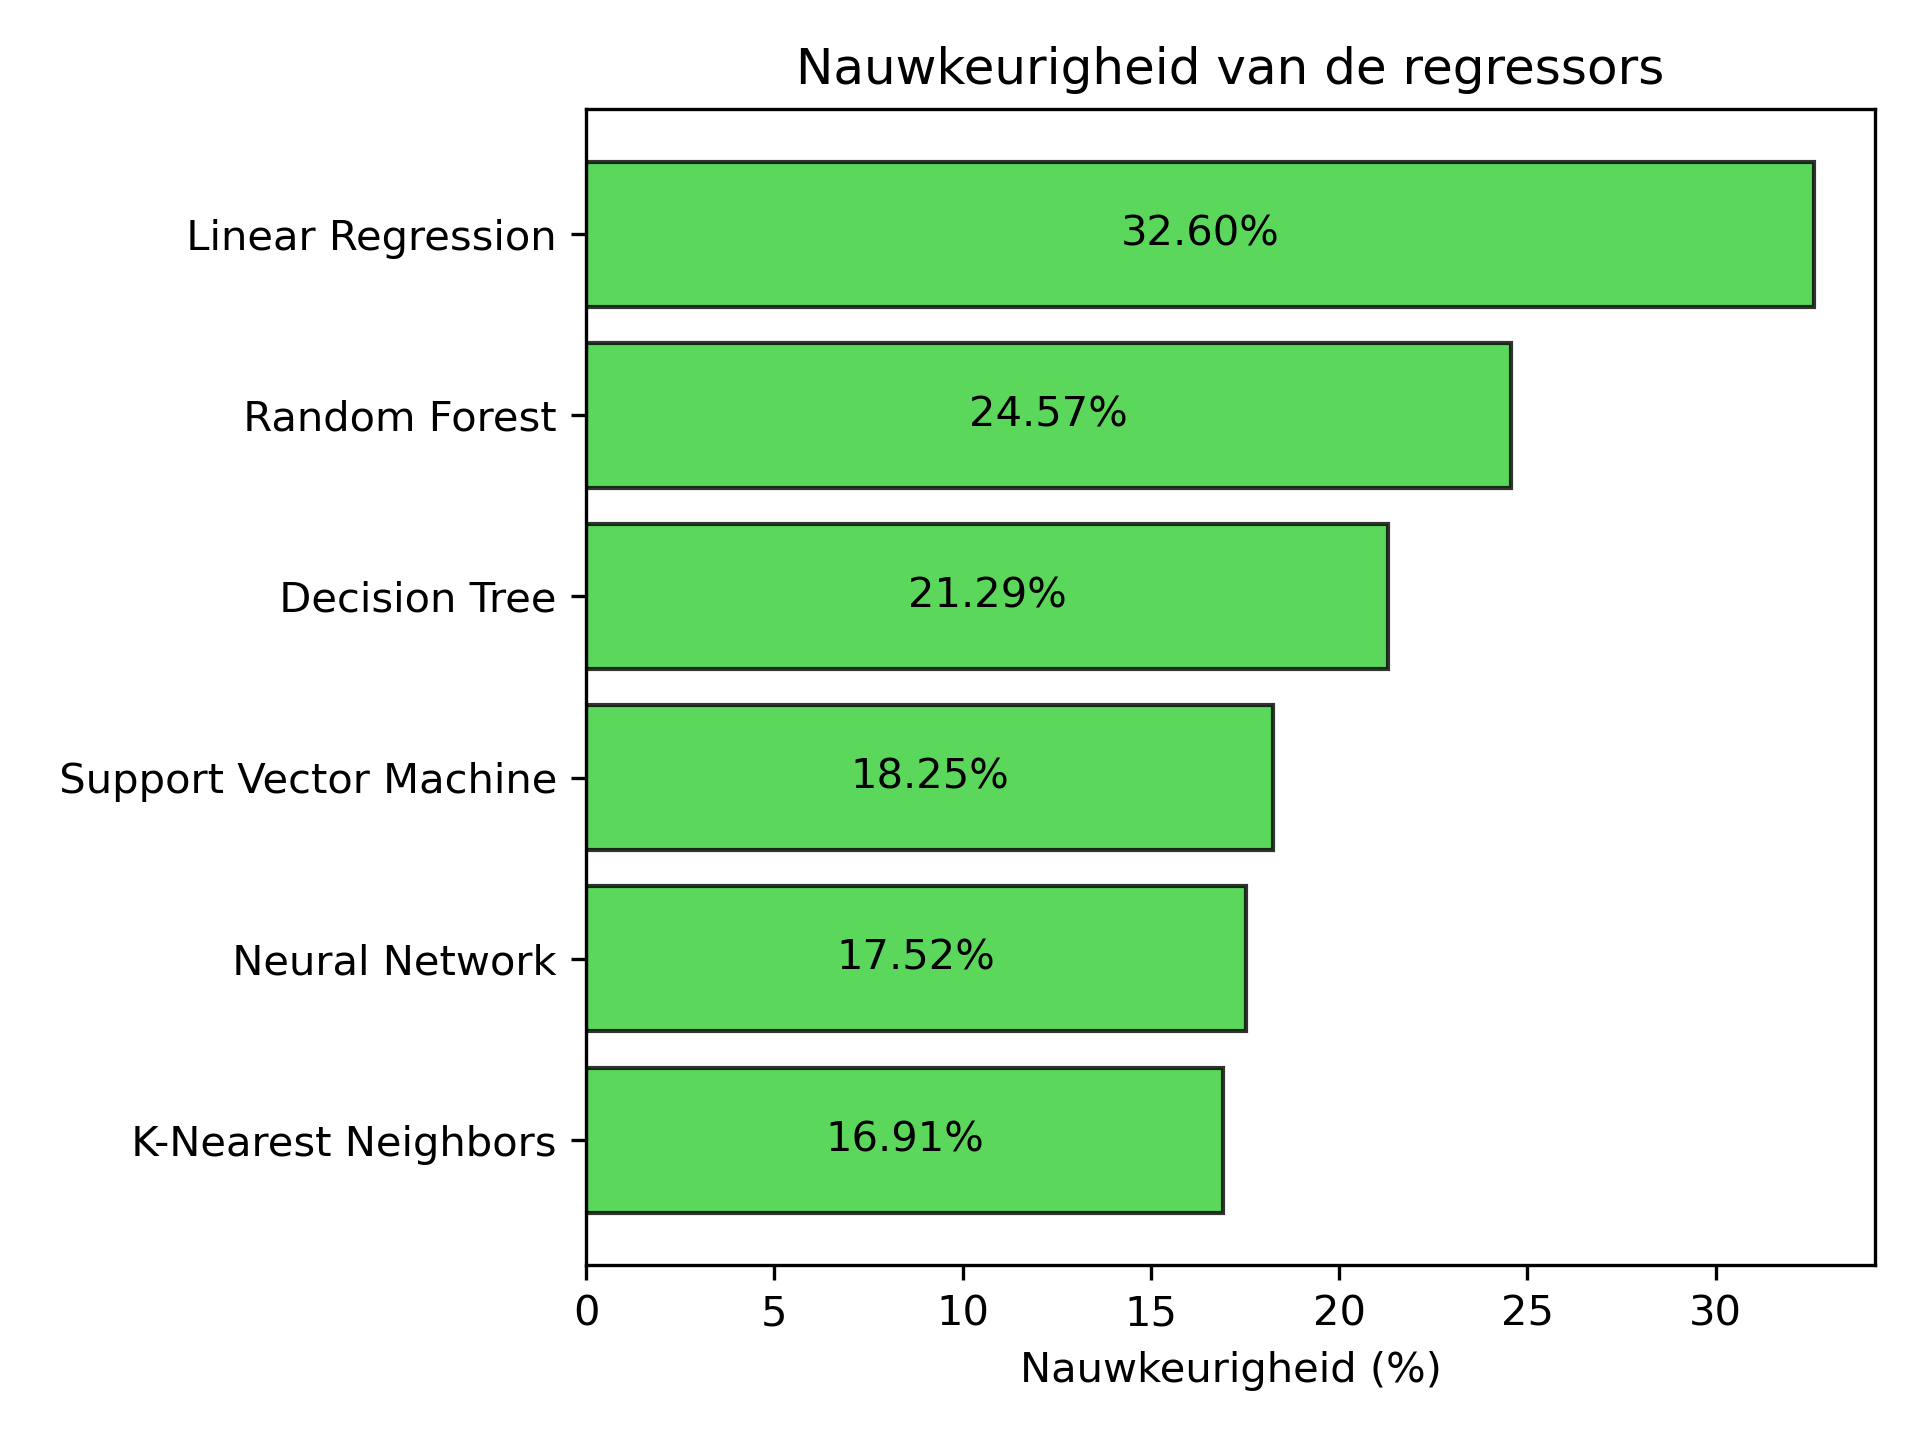 Nauwkeurigheid van de regressors
Linear Regression 32.60%
Random Forest 24.57%
Decision Tree 21.29%
Support Vector Machine 18.25%
Neural Network 17.52%
K-Nearest Neighbors 16.91%
0 5 10 15 20 25 30
Nauwkeurigheid (%)